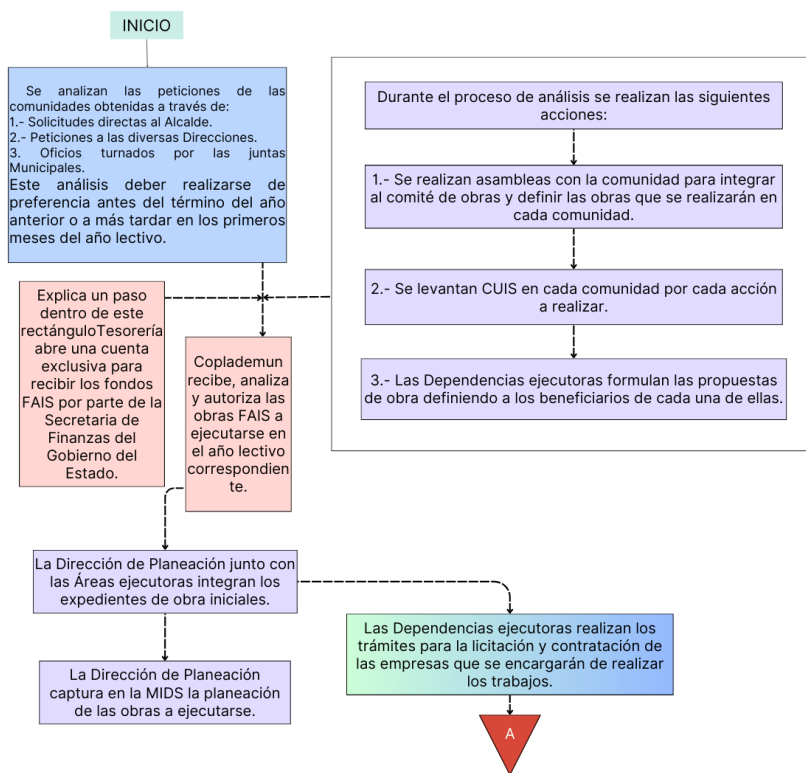 INICIO
Se analizan las peticiones de las
comunidades obtenidas a través de:
1.- Solicitudes directas al Alcalde.
2.- Peticiones a las diversas Direcciones.
3. Oficios turnados por las juntas
Municipales.
Este análisis deber realizarse de
preferencia antes del término del año
anterior o a más tardar en los primeros
meses del año lectivo.
Durante el proceso de análisis se realizan las siguientes
acciones:
1.- Se realizan asambleas con la comunidad para integrar
al comité de obras y definir las obras que se realizarán en
cada comunidad.
2.- Se levantan CUIS en cada comunidad por cada acción
a realizar.
3.- Las Dependencias ejecutoras formulan las propuestas
de obra definiendo a los beneficiarios de cada una de ellas.
Explica un paso
dentro de este
rectánguloTesorería
abre una cuenta
exclusiva para
recibir los fondos
FAIS por parte de la
Secretaria de
Finanzas del
Gobierno del
Estado.
Coplademun
recibe, analiza
y autoriza las
obras FAIS a
ejecutarse en
el año lectivo
correspondien
te.
La Dirección de Planeación junto con
las Áreas ejecutoras integran los
expedientes de obra iniciales.
La Dirección de Planeación
captura en la MIDS la planeación
de las obras a ejecutarse.
Las Dependencias ejecutoras realizan los
trámites para la licitación y contratación de
las empresas que se encargarán de realizar
los trabajos.
A